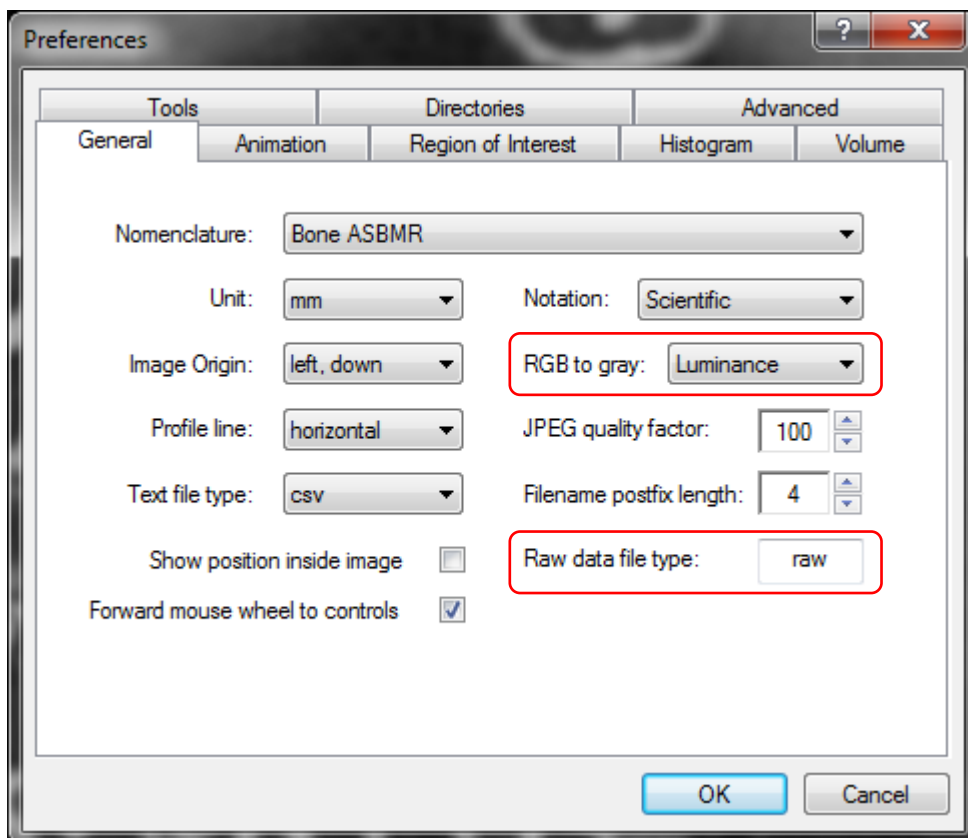 Preferences
?
Tools Directories Advanced
General Animation Region of Interest Histogram Volume
Nomenclature: Bone ASBMR
Unit: mm Notation: Scientific
Image Origin: left, down RGB to gray: Luminance
Profile line: horizontal JPEG quality factor: 100
Text file type: csv Filename postfix length: 4
Show position inside image Raw data file type: raw
Forward mouse wheel to controls
OK Cancel